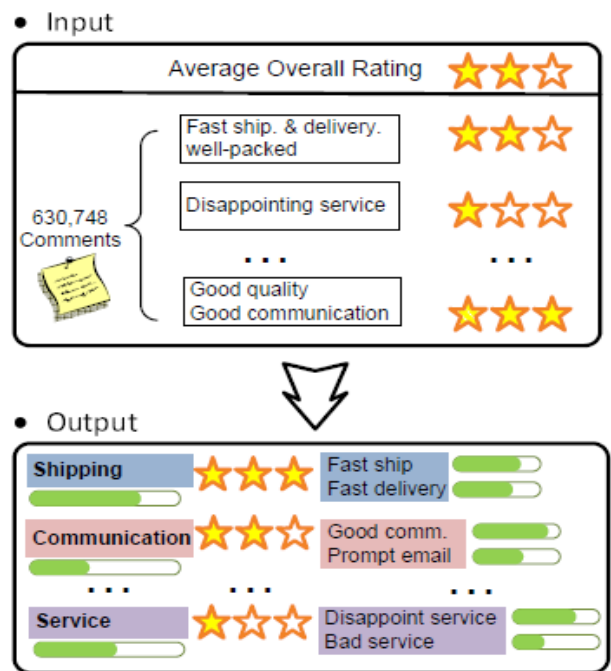 • Input
Average Overall Rating
Fast ship. & delivery.
well-packed
630,748
Comments
Disappointing service
...
...
Good quality
Good communication
• Output
Shipping
Fast ship
Fast delivery
Communication
Good comm.
Prompt email
...
...
...
Service
Disappoint service
Bad service